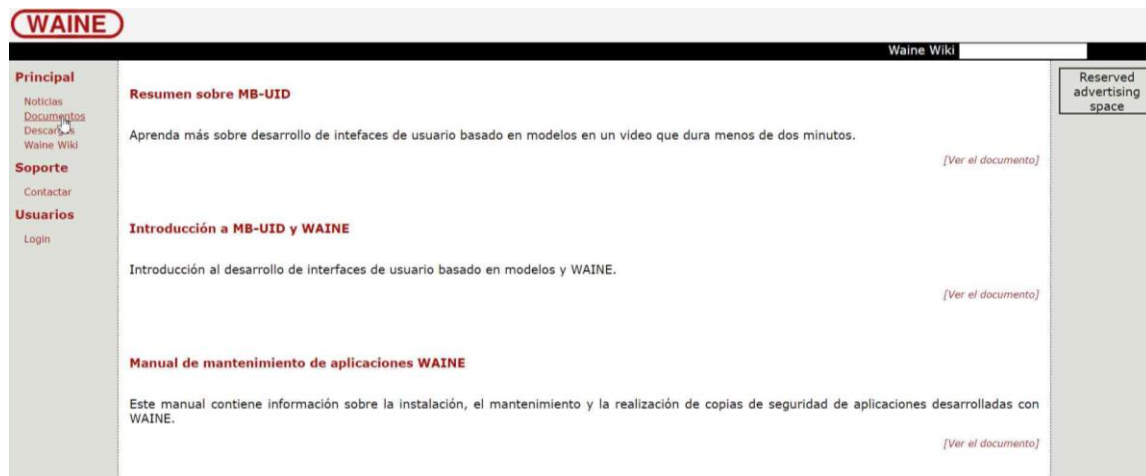 WAINE
Waine Wiki
Principal
Noticias
Documentos
Descargas
Waine Wiki
Soporte
Contactar
Usuarios
Login
Resumen sobre MB-UID
Aprenda más sobre desarrollo de intefaces de usuario basado en modelos en un video que dura menos de dos minutos.
[Ver el documento]
Introducción a MB-UID y WAINE
Introducción al desarrollo de interfaces de usuario basado en modelos y WAINE.
[Ver el documento]
Manual de mantenimiento de aplicaciones WAINE
Este manual contiene información sobre la instalación, el mantenimiento y la realización de copias de seguridad de aplicaciones desarrolladas con
WAINE.
[Ver el documento]
Reserved
advertising
space